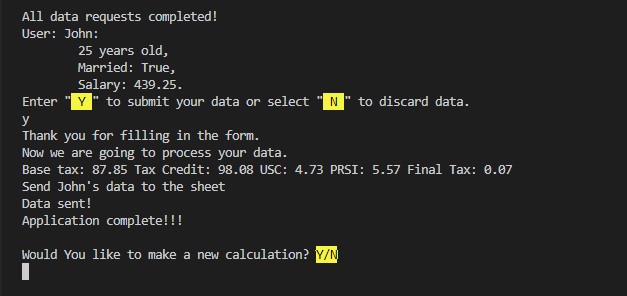 All data requests completed!
User: John:
25 years old,
Married: True,
Salary: 439.25.
Enter " Y " to submit your data or select " N " to discard data.
y
Thank you for filling in the form.
Now we are going to process your data.
Base tax: 87.85 Tax Credit: 98.08 USC: 4.73 PRSI: 5.57 Final Tax: 0.07
Send John's data to the sheet
Data sent!
Application complete!!!
Would You like to make a new calculation? Y/N